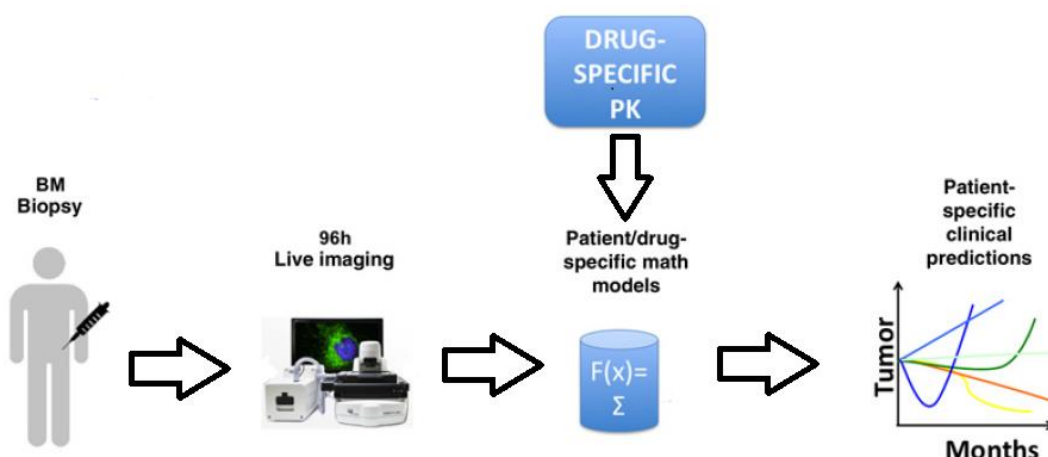 DRUG-
SPECIFIC
PK
BM
Biopsy
96h
Live imaging
Patient/drug-
specific math
models
Patient-
specific
clinical
predictions
F(x)=
Σ
Tumor
Months